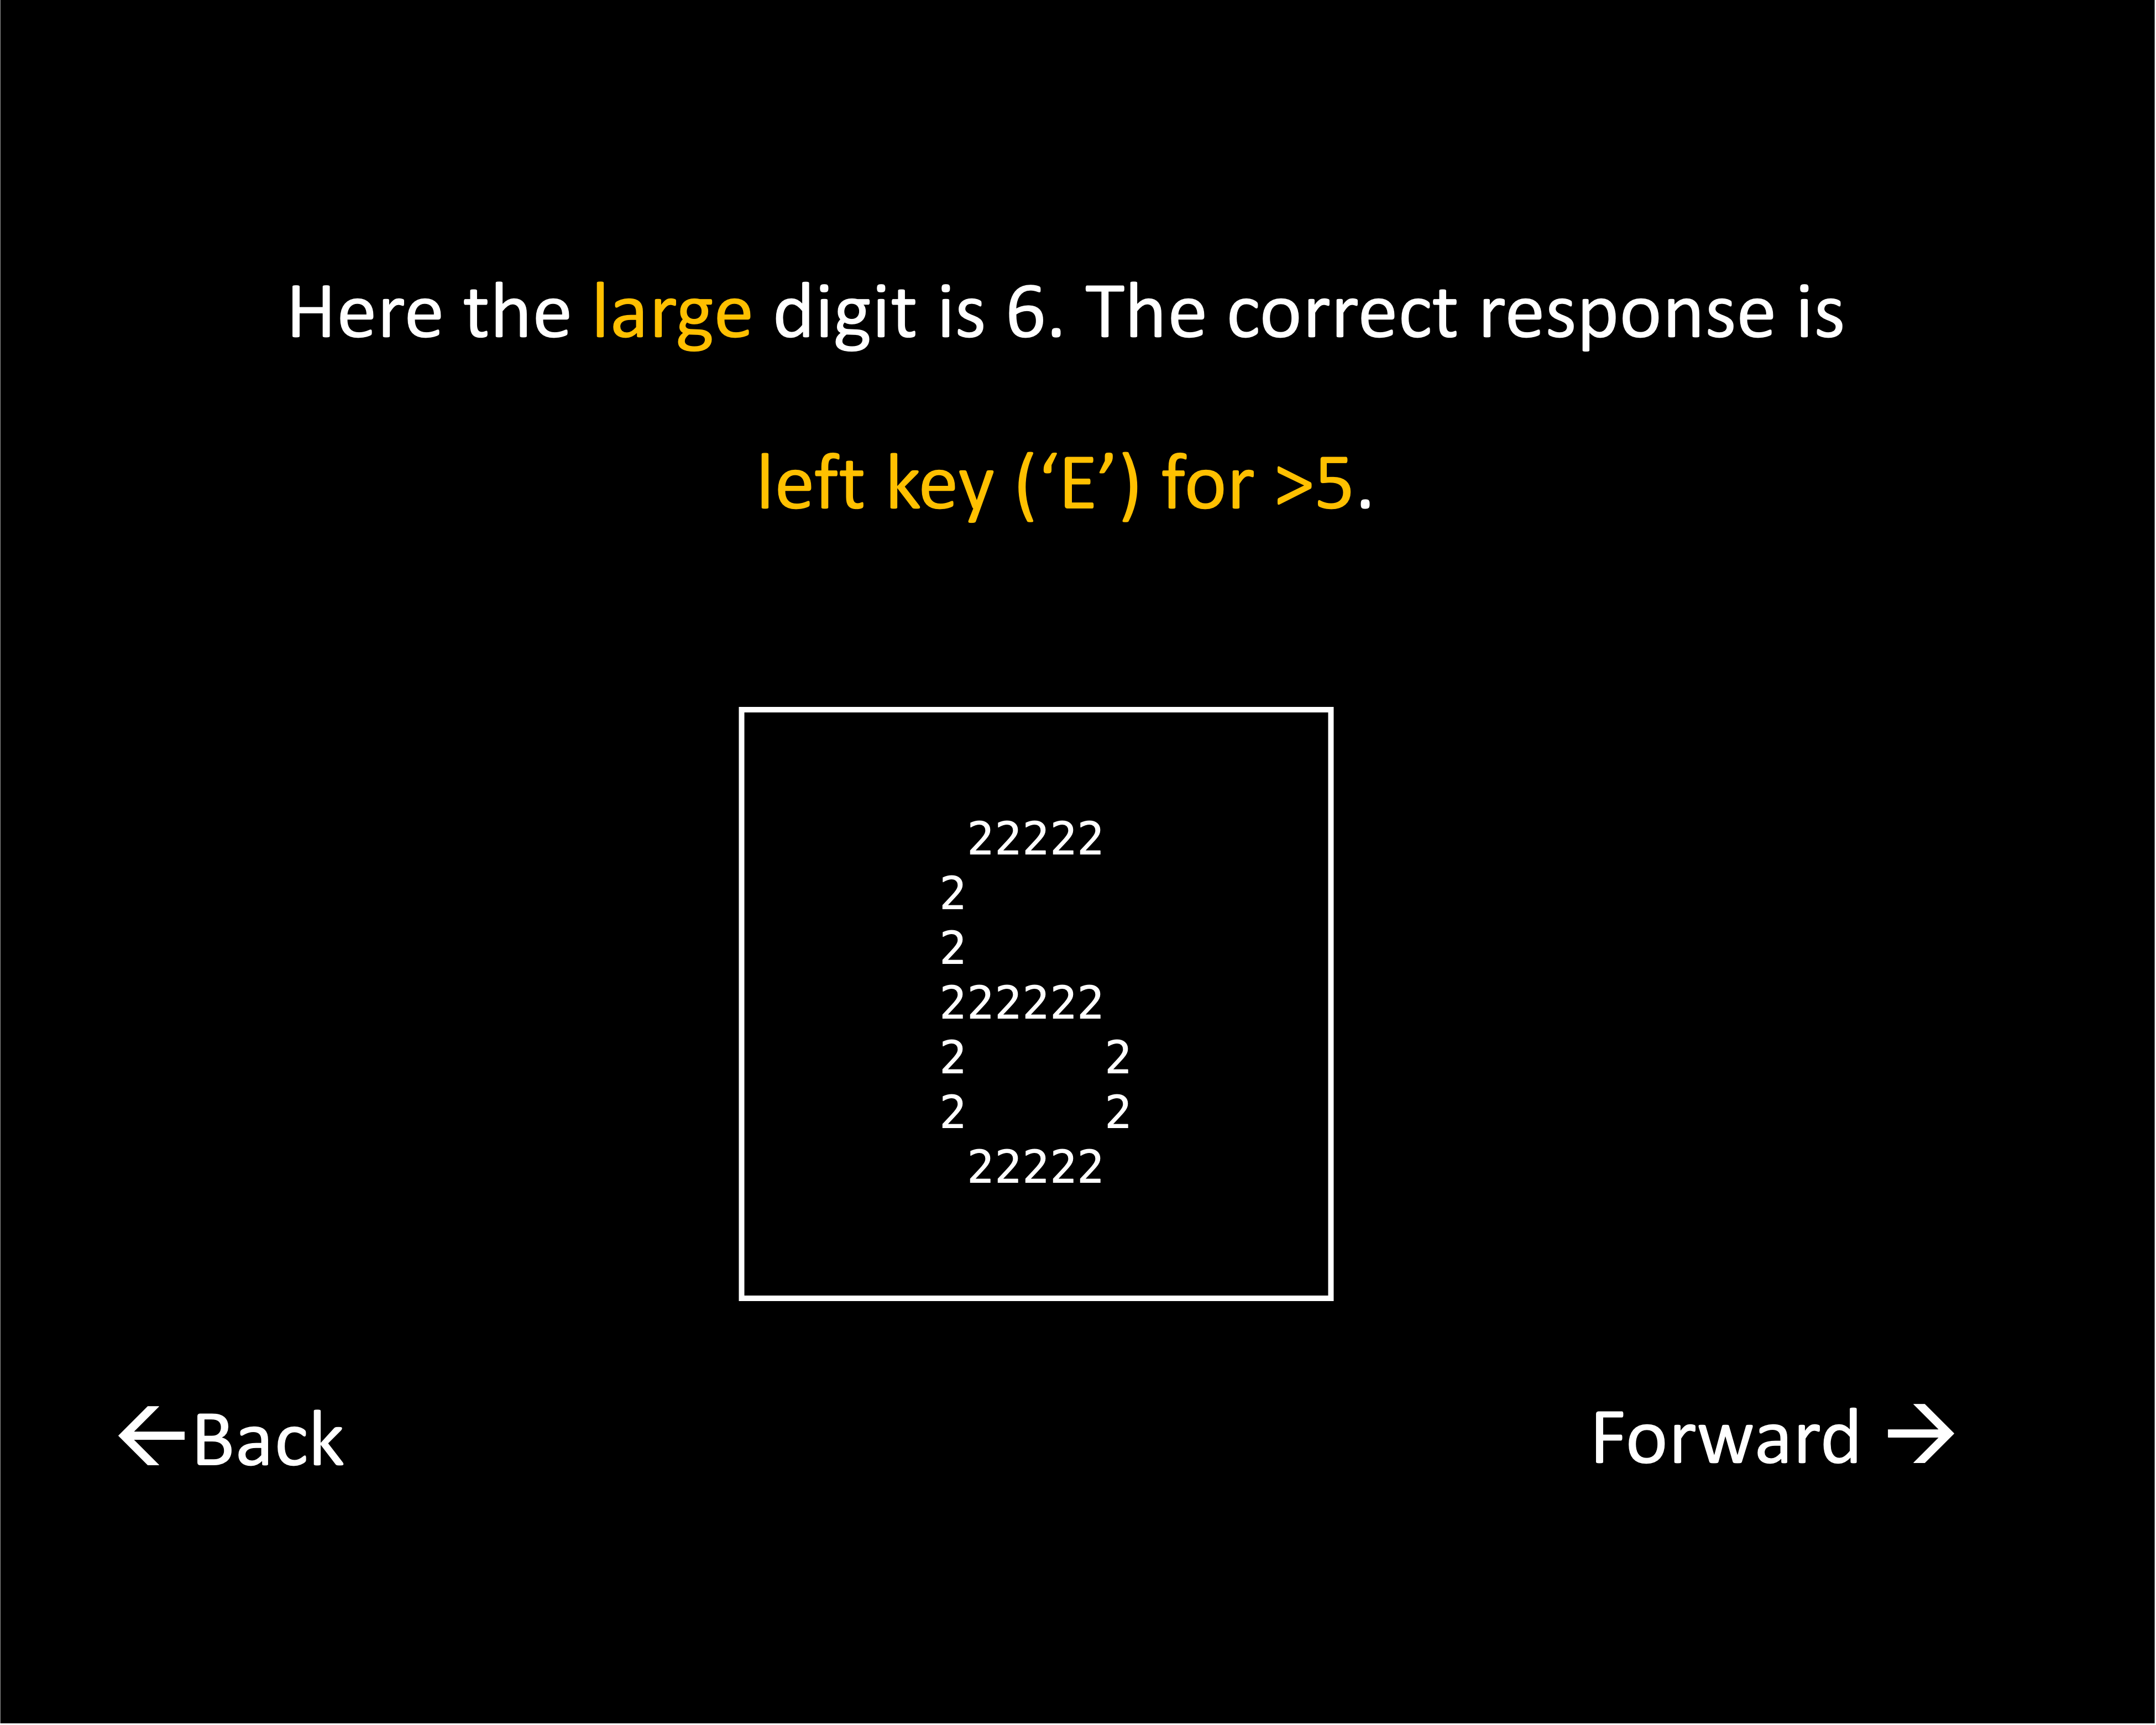 Here the large digit is 6. The correct response is
left key (‘E’) for >5.
22222
2
2
222222
2 2
2 2
22222
←Back
Forward →